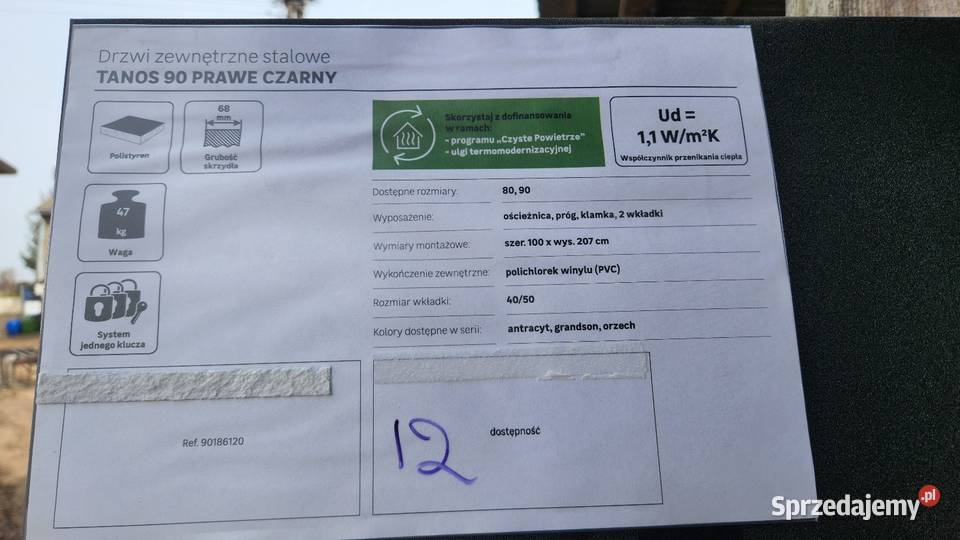 Drzwi zewnętrzne stalowe
TANOS 90 PRAWE CZARNY
Polistyren
68
mm
Grubość
skrzydła
Skorzystaj z dofinansowania
w ramach:
- programu „Czyste Powietrze”
- ulgi termomodernizacyjnej
Ud =
1,1 W/m²K
Współczynnik przenikania ciepła
47
kg
Waga
System
jednego klucza
Dostępne rozmiary: 80, 90
Wyposażenie: ościeżnica, próg, klamka, 2 wkładki
Wymiary montażowe: szer. 100 x wys. 207 cm
Wykończenie zewnętrzne: polichlorek winylu (PVC)
Rozmiar wkładki: 40/50
Kolory dostępne w serii: antracyt, grandson, orzech
Ref. 90186120
12
dostępność
Sprzedajemy.pl